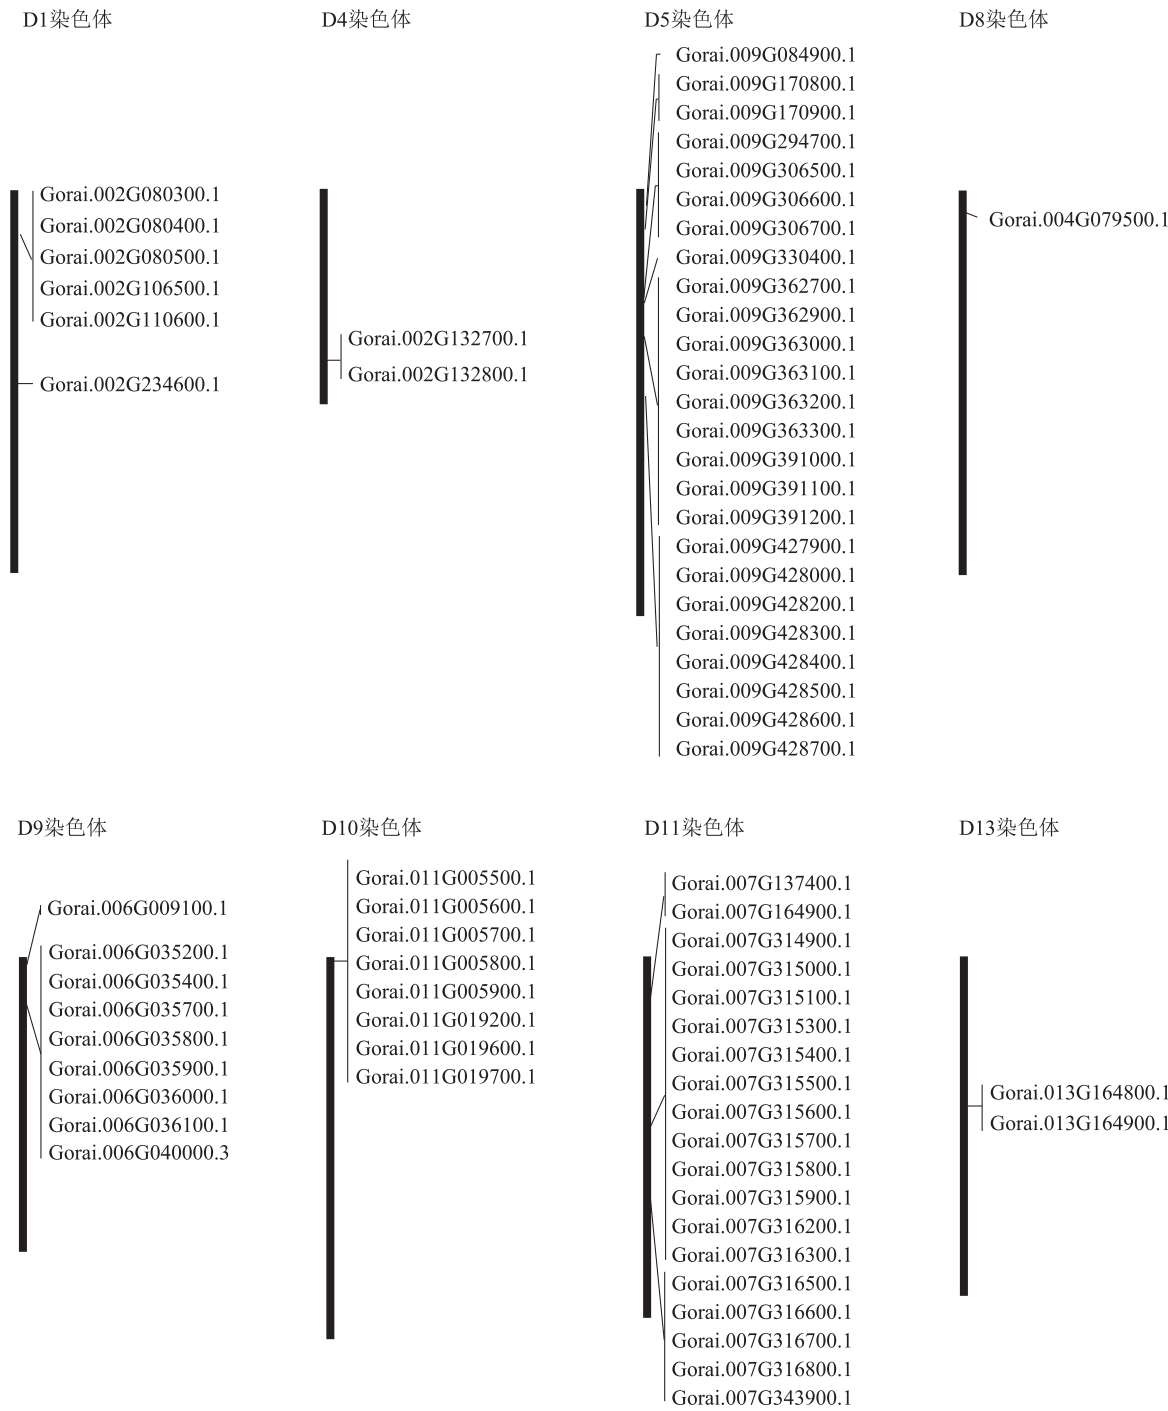 D1染色体
Gorai.002G080300.1
Gorai.002G080400.1
Gorai.002G080500.1
Gorai.002G106500.1
Gorai.002G110600.1
Gorai.002G234600.1
D4染色体
Gorai.002G132700.1
Gorai.002G132800.1
D5染色体
Gorai.009G084900.1
Gorai.009G170800.1
Gorai.009G170900.1
Gorai.009G294700.1
Gorai.009G306500.1
Gorai.009G306600.1
Gorai.009G306700.1
Gorai.009G330400.1
Gorai.009G362700.1
Gorai.009G362900.1
Gorai.009G363000.1
Gorai.009G363100.1
Gorai.009G363200.1
Gorai.009G363300.1
Gorai.009G391000.1
Gorai.009G391100.1
Gorai.009G391200.1
Gorai.009G427900.1
Gorai.009G428000.1
Gorai.009G428200.1
Gorai.009G428300.1
Gorai.009G428400.1
Gorai.009G428500.1
Gorai.009G428600.1
Gorai.009G428700.1
D8染色体
Gorai.004G079500.1
D9染色体
Gorai.006G009100.1
Gorai.006G035200.1
Gorai.006G035400.1
Gorai.006G035700.1
Gorai.006G035800.1
Gorai.006G035900.1
Gorai.006G036000.1
Gorai.006G036100.1
Gorai.006G040000.3
D10染色体
Gorai.011G005500.1
Gorai.011G005600.1
Gorai.011G005700.1
Gorai.011G005800.1
Gorai.011G005900.1
Gorai.011G019200.1
Gorai.011G019600.1
Gorai.011G019700.1
D11染色体
Gorai.007G137400.1
Gorai.007G164900.1
Gorai.007G314900.1
Gorai.007G315000.1
Gorai.007G315100.1
Gorai.007G315300.1
Gorai.007G315400.1
Gorai.007G315500.1
Gorai.007G315600.1
Gorai.007G315700.1
Gorai.007G315800.1
Gorai.007G315900.1
Gorai.007G316200.1
Gorai.007G316300.1
Gorai.007G316500.1
Gorai.007G316600.1
Gorai.007G316700.1
Gorai.007G316800.1
Gorai.007G343900.1
D13染色体
Gorai.013G164800.1
Gorai.013G164900.1